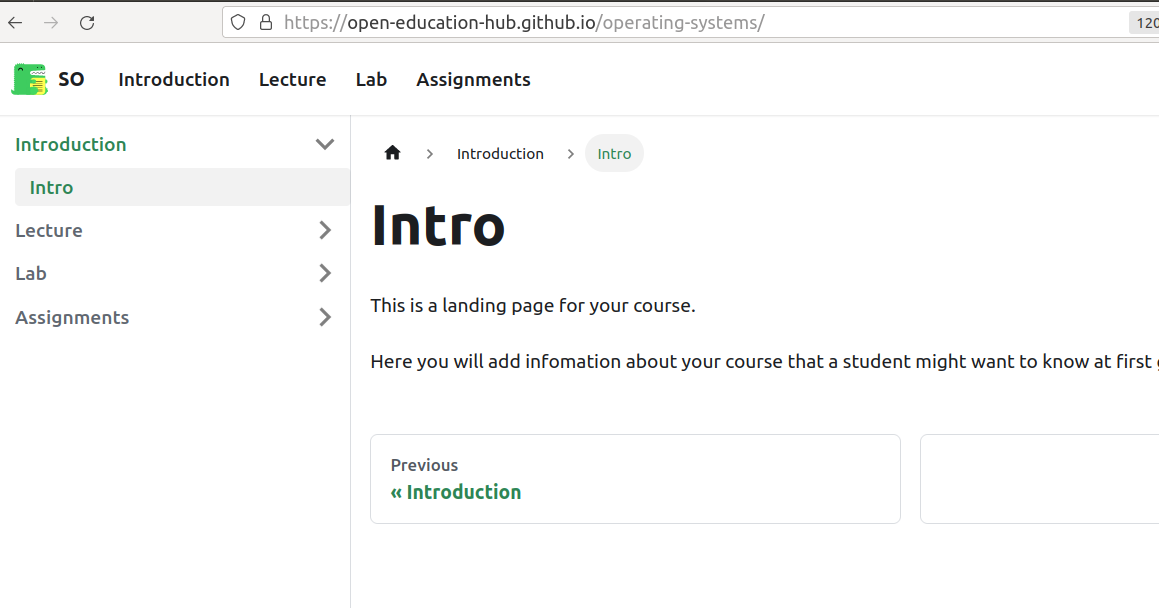 https://open-education-hub.github.io/operating-systems/
SO Introduction Lecture Lab Assignments
Introduction
Intro
Lecture
Lab
Assignments
Introduction Intro
Intro
This is a landing page for your course.
Here you will add infomation about your course that a student might want to know at first
Previous
« Introduction